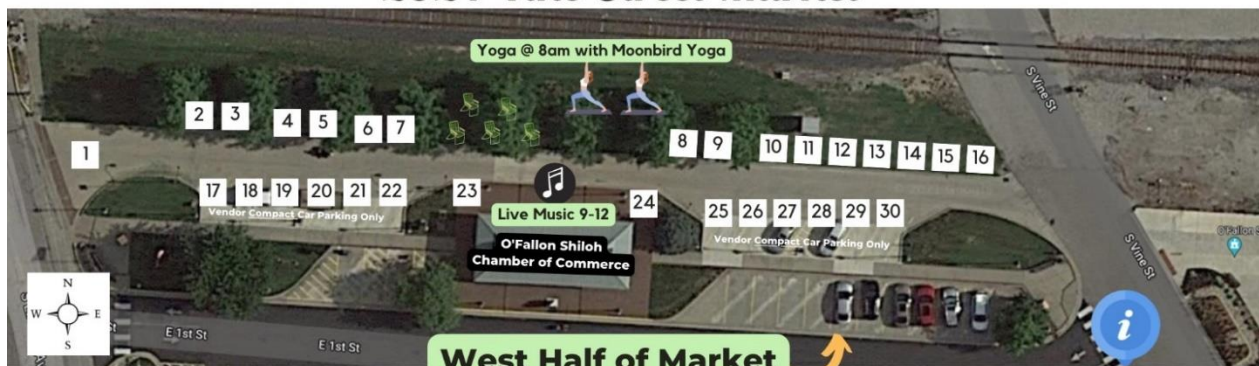 Yoga @ 8am with Moonbird Yoga
S Vine St
2 3 4 5 6 7
8 9 10 11 12 13 14 15 16
1
17 18 19 20 21 22 23
24
25 26 27 28 29 30
Vendor Compact Car Parking Only
Live Music 9-12
Vendor Compact Car Parking Only
O'Fallon Shiloh
Chamber of Commerce
S Vine St
N
W E
S
E 1st St
E 1st St
West Half of Market
i